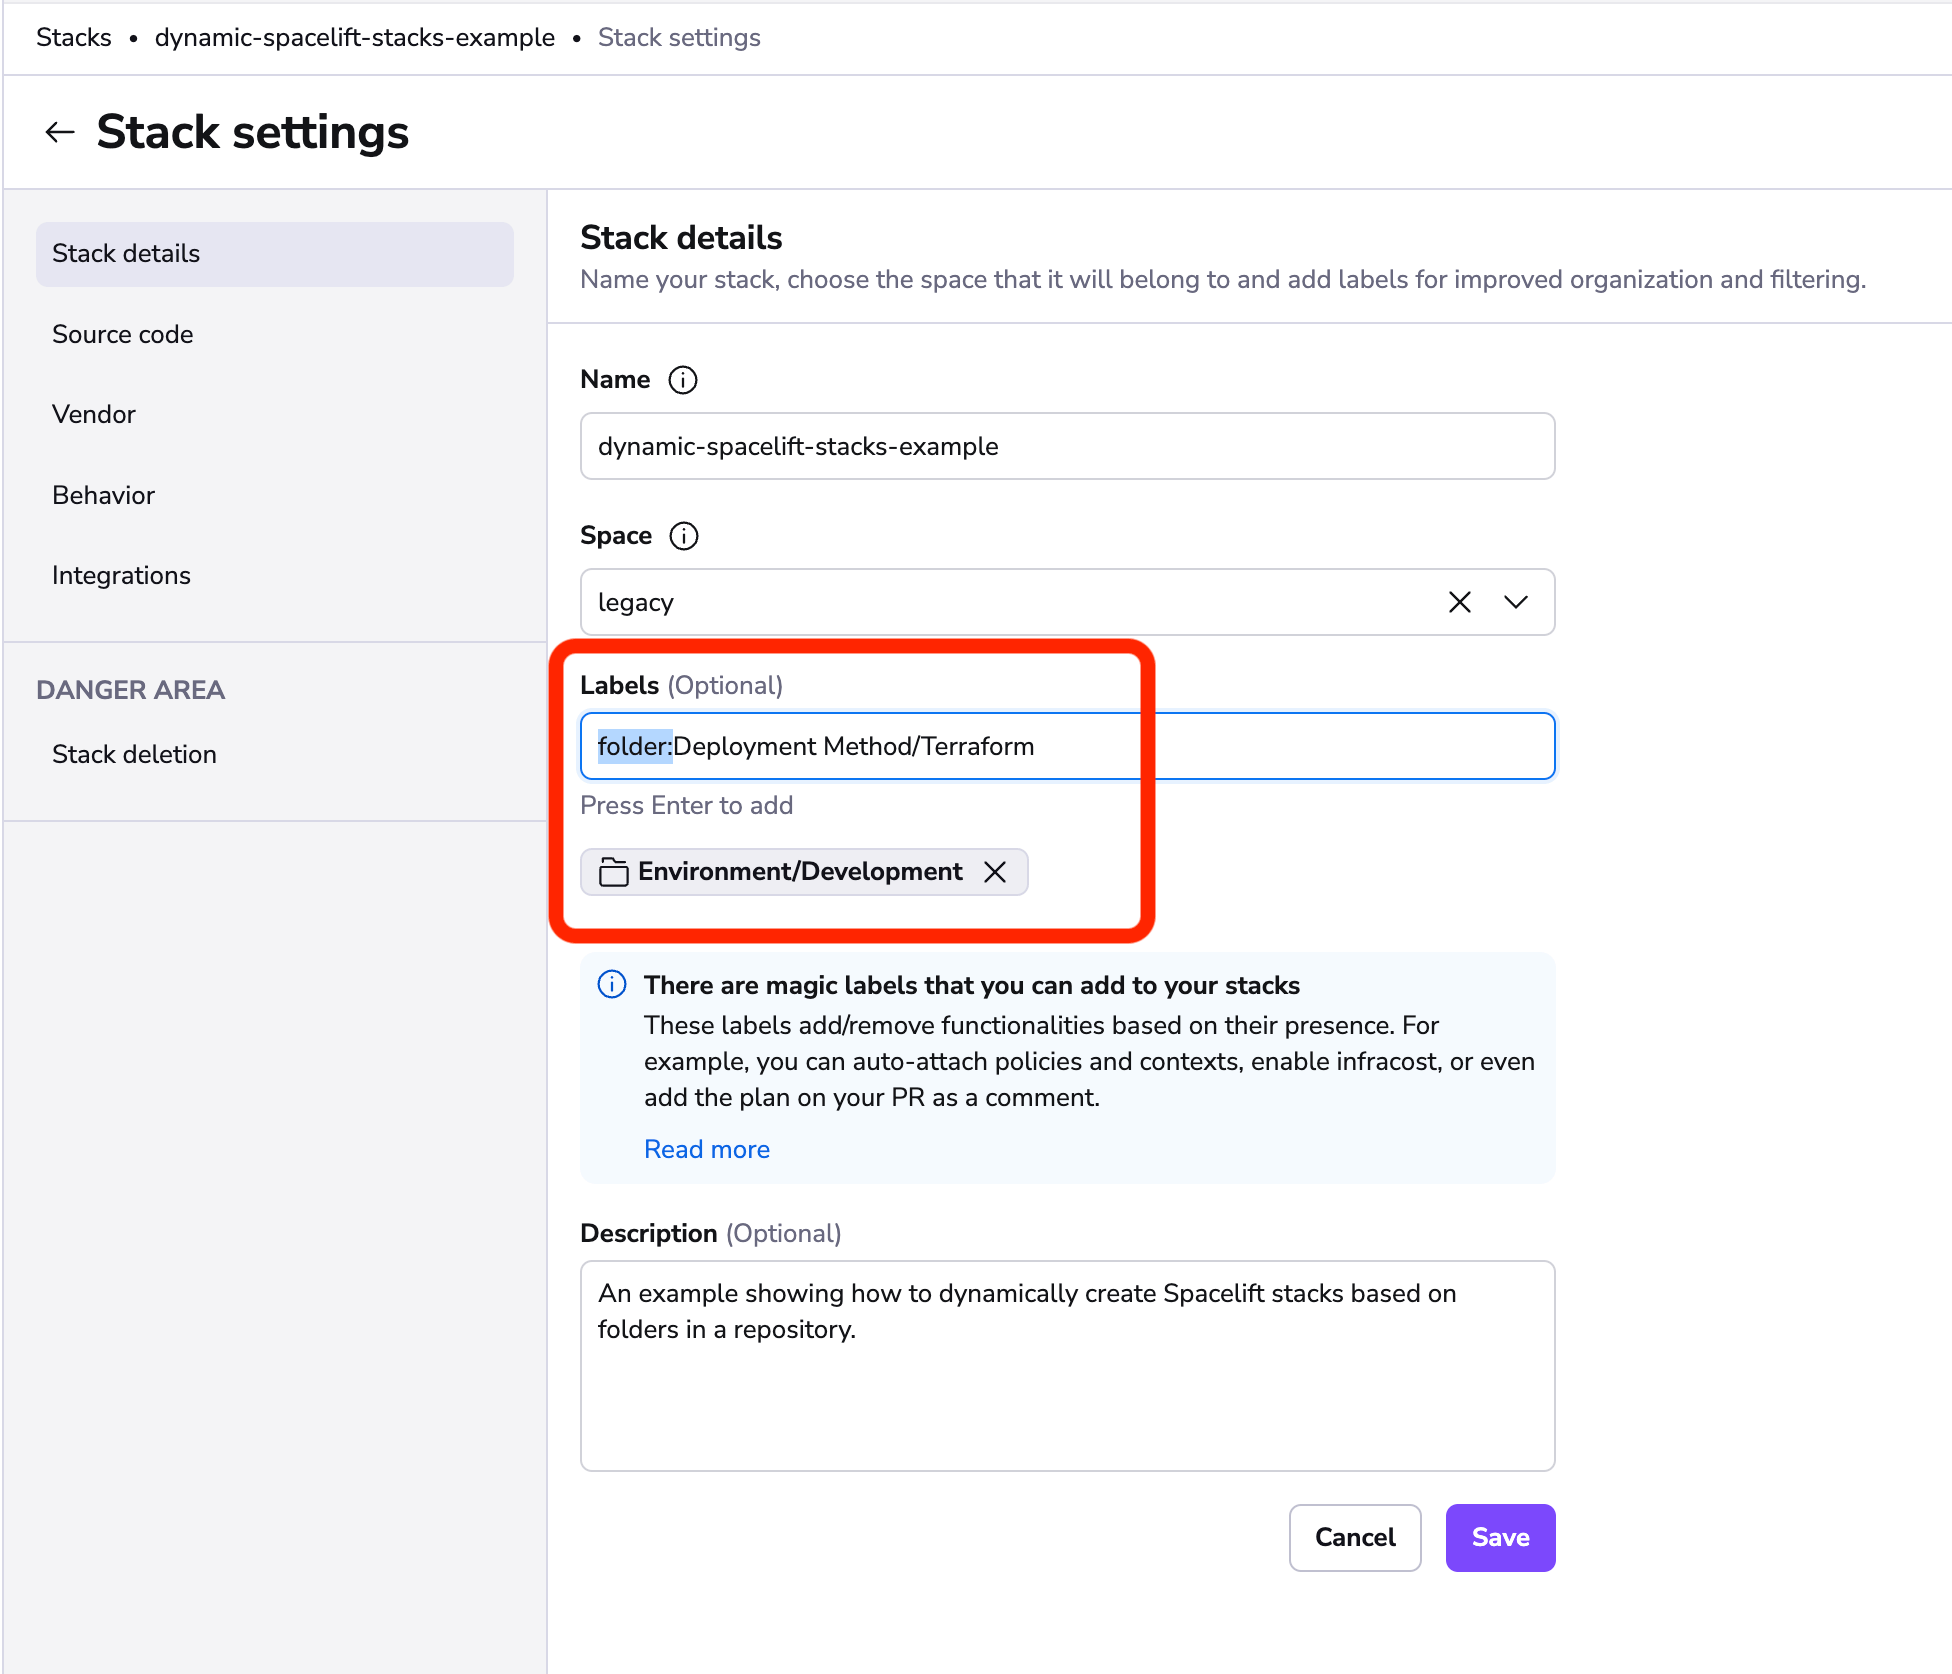 Stacks • dynamic-spacelift-stacks-example • Stack settings
Stack settings
Stack details
Source code
Vendor
Behavior
Integrations
DANGER AREA
Stack deletion
Stack details
Name your stack, choose the space that it will belong to and add labels for improved organization and filtering.
Name
dynamic-spacelift-stacks-example
Space
legacy
Labels (Optional)
folder:Deployment Method/Terraform
Press Enter to add
Environment/Development
There are magic labels that you can add to your stacks
These labels add/remove functionalities based on their presence. For
example, you can auto-attach policies and contexts, enable infracost, or even
add the plan on your PR as a comment.
Read more
Description (Optional)
An example showing how to dynamically create Spacelift stacks based on
folders in a repository.
Cancel
Save